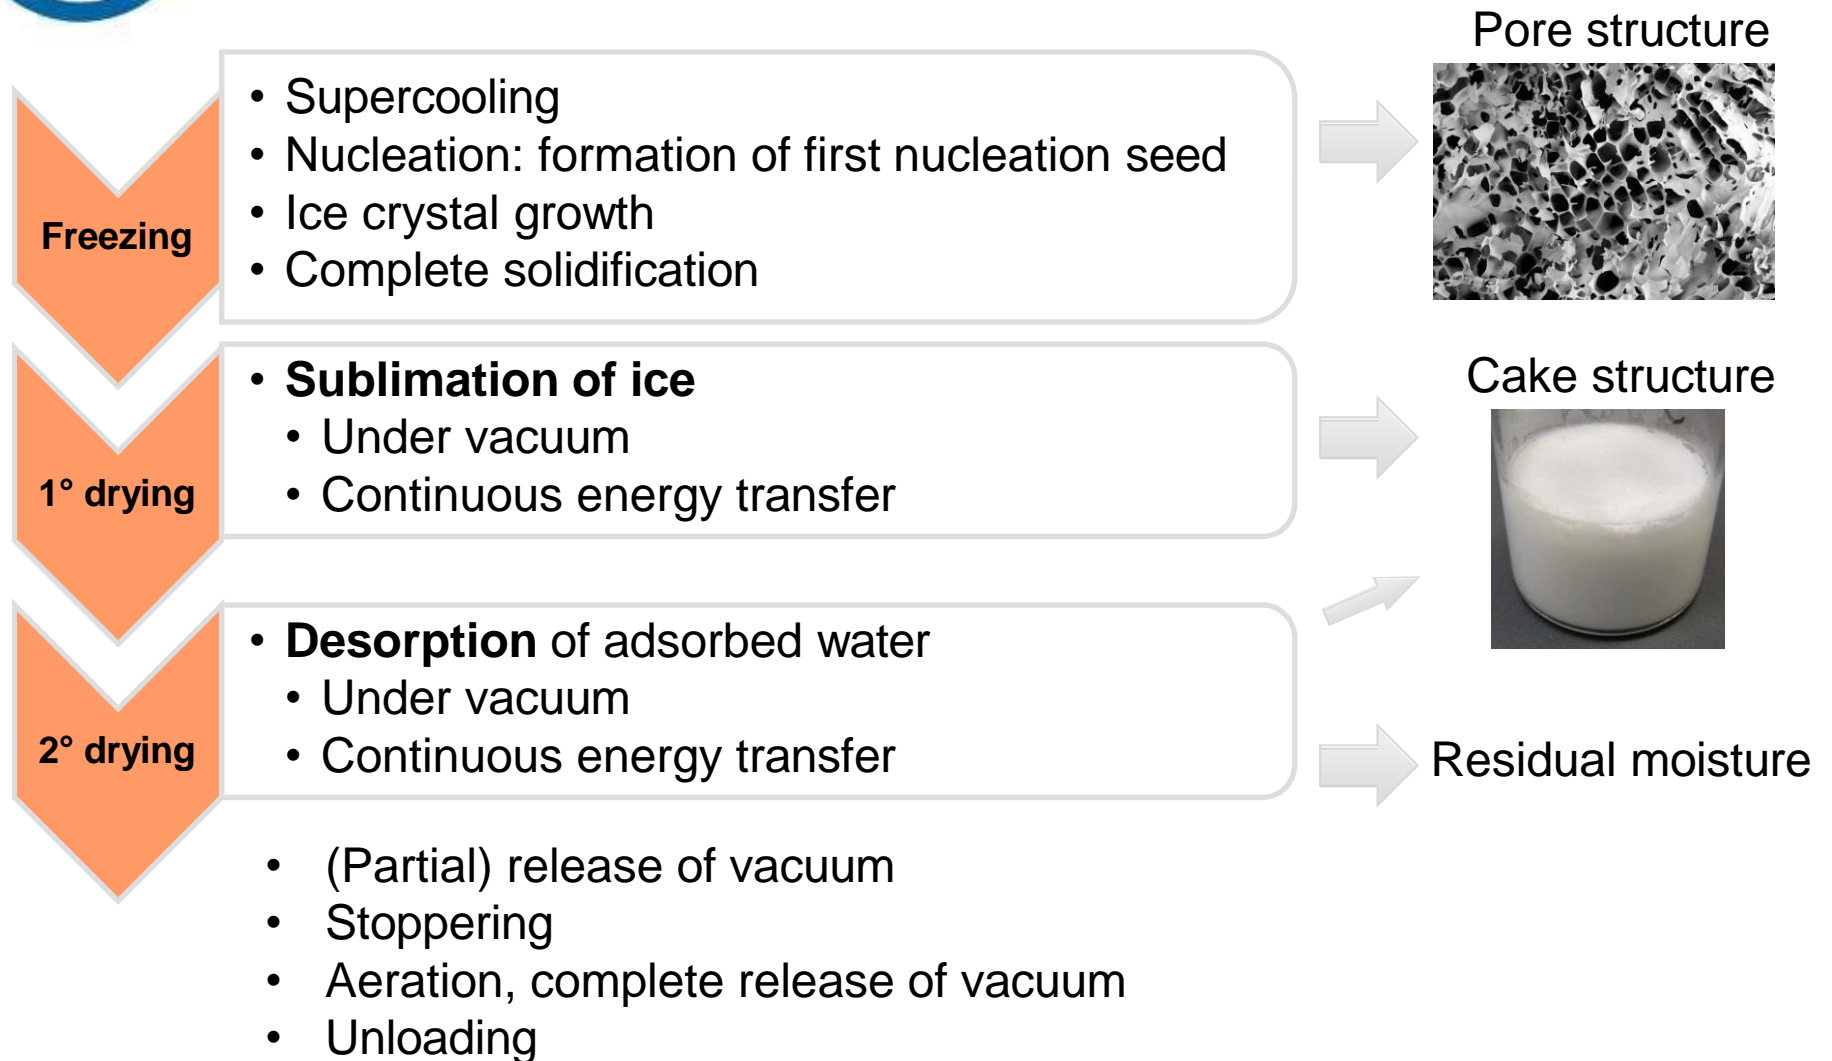 Pore structure
• Supercooling
• Nucleation: formation of first nucleation seed
• Ice crystal growth
• Complete solidification
Freezing
• Sublimation of ice
• Under vacuum
• Continuous energy transfer
1° drying
Cake structure
• Desorption of adsorbed water
• Under vacuum
• Continuous energy transfer
2° drying
Residual moisture
• (Partial) release of vacuum
• Stoppering
• Aeration, complete release of vacuum
• Unloading